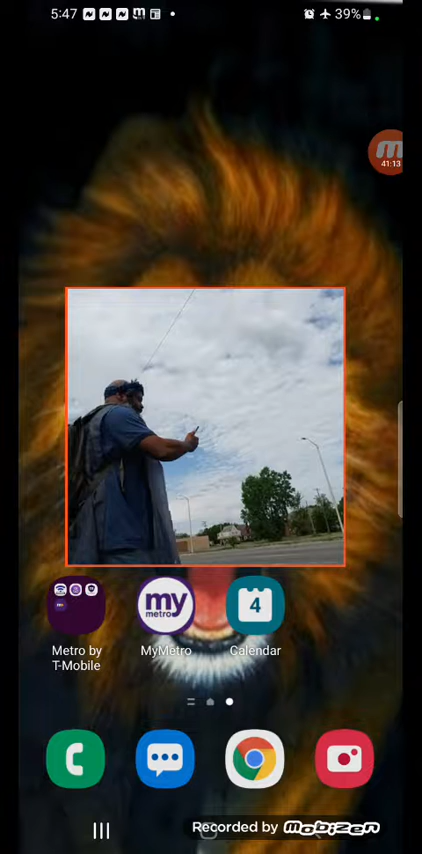 5:47
39%
41:13
my
metro
4
Metro by
T-Mobile
MyMetro
Calendar
Recorded by mobizen